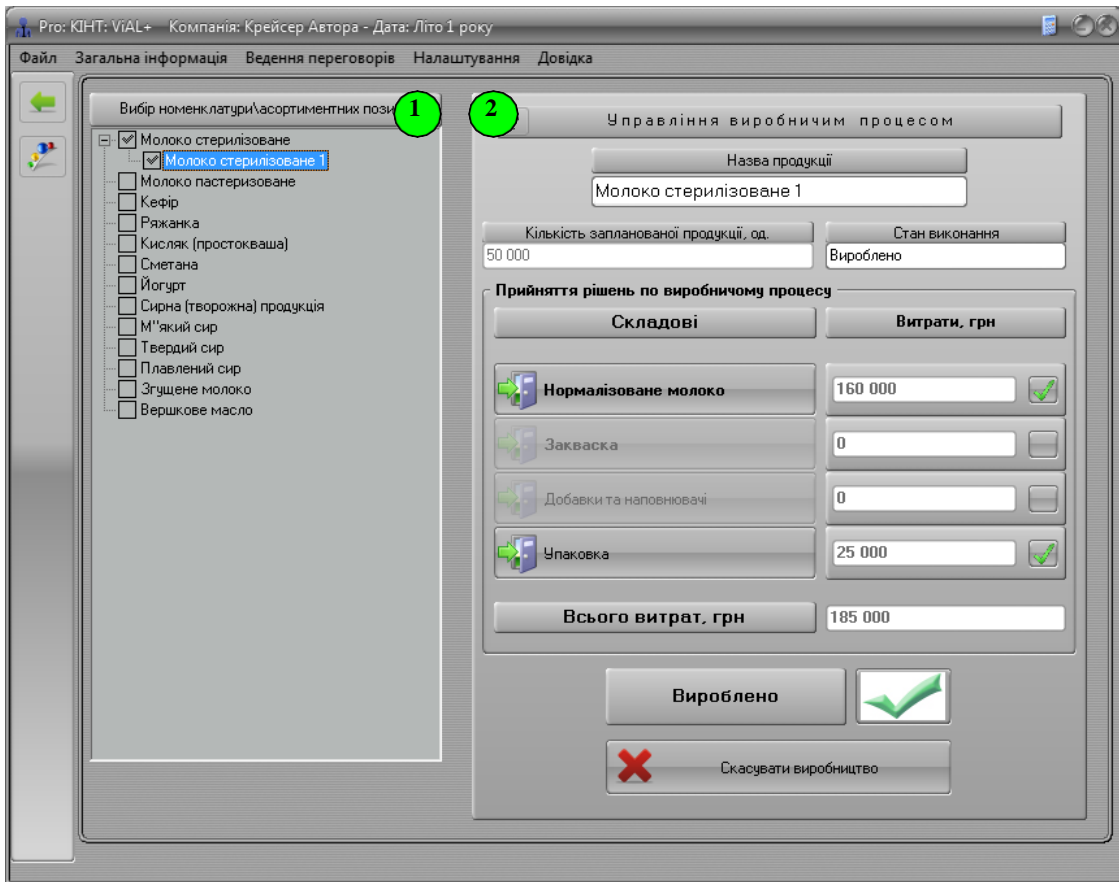 Pro: КІНТ: ViAL+ Компанія: Крейсер Автора - Дата: Літо 1 року
Файл Загальна інформація Ведення переговорів Налаштування Довідка
Вибір номенклатури\асортиментних
1
Молоко стерилізоване
Молоко стерилізоване 1
Молоко пастеризоване
Кефір
Ряжанка
Кисляк (простокваша)
Сметана
Йогурт
Сирна (творожна) продукція
М"який сир
Твердий сир
Плавлений сир
Згущене молоко
Вершкове масло
2
Управління виробничим процесом
Назва продукції
Молоко стерилізоване 1
Кількість запланованої продукції, од. Стан виконання
50 000 Вироблено
Прийняття рішень по виробничому процесу
Складові Витрати, грн
Нормалізоване молоко 160 000
Закваска 0
Добавки та наповнювачі 0
Упаковка 25 000
Всього витрат, грн 185 000
Вироблено
Скасувати виробництво